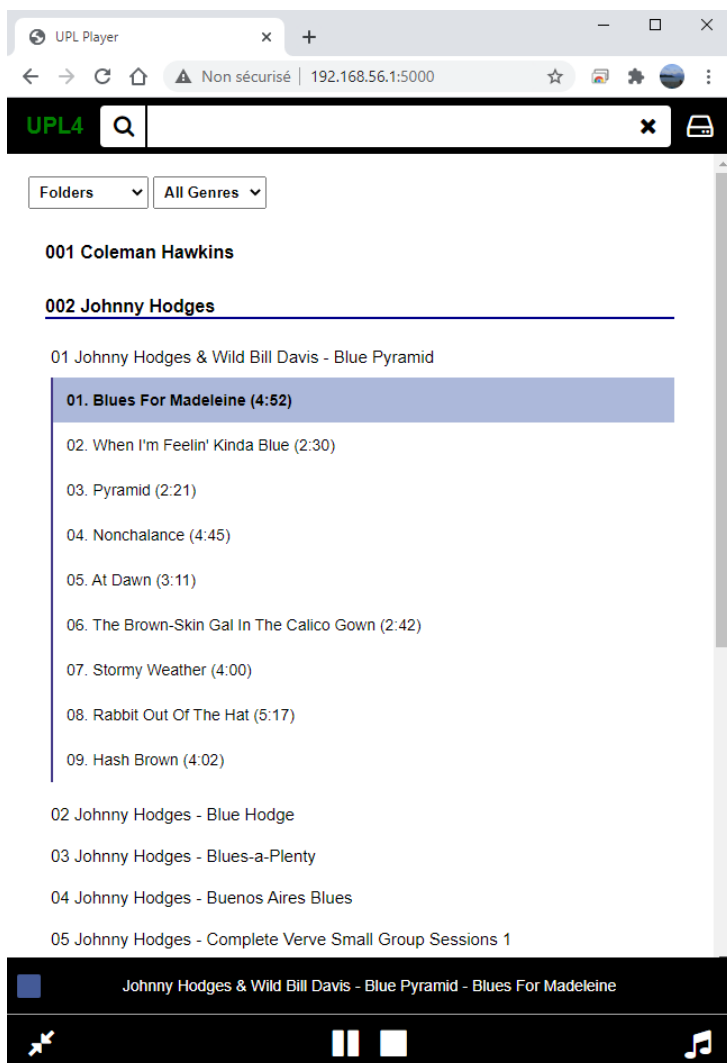 UPL Player
Non sécurisé | 192.168.56.1:5000
UPL4
Folders All Genres
001 Coleman Hawkins
002 Johnny Hodges
01 Johnny Hodges & Wild Bill Davis - Blue Pyramid
01. Blues For Madeleine (4:52)
02. When I'm Feelin' Kinda Blue (2:30)
03. Pyramid (2:21)
04. Nonchalance (4:45)
05. At Dawn (3:11)
06. The Brown-Skin Gal In The Calico Gown (2:42)
07. Stormy Weather (4:00)
08. Rabbit Out Of The Hat (5:17)
09. Hash Brown (4:02)
02 Johnny Hodges - Blue Hodge
03 Johnny Hodges - Blues-a-Plenty
04 Johnny Hodges - Buenos Aires Blues
05 Johnny Hodges - Complete Verve Small Group Sessions 1
Johnny Hodges & Wild Bill Davis - Blue Pyramid - Blues For Madeleine